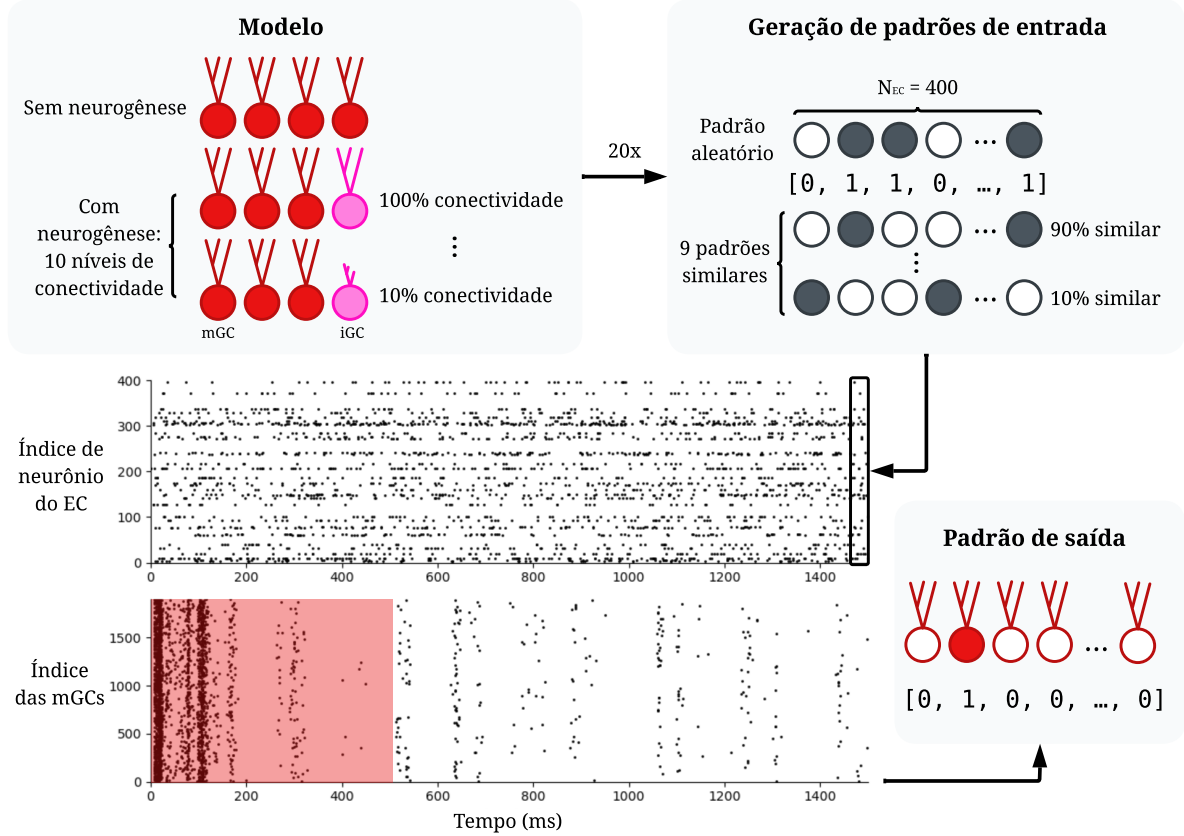 Modelo
Sem neurogênese
Com
neurogênese:
10 níveis de
conectividade
100% conectividade
⋮
10% conectividade
mGC
iGC
20x
Geração de padrões de entrada
NEC = 400
Padrão
aleatório
...
[0, 1, 1, 0, …, 1]
9 padrões
similares
... 90% similar
⋮
... 10% similar
Índice de
neurônio
do EC
400
300
200
100
0
0 200 400 600 800 1000 1200 1400
Índice
das mGCs
1500
1000
500
0
0 200 400 600 800 1000 1200 1400
Tempo (ms)
Padrão de saída
...
[0, 1, 0, 0, …, 0]